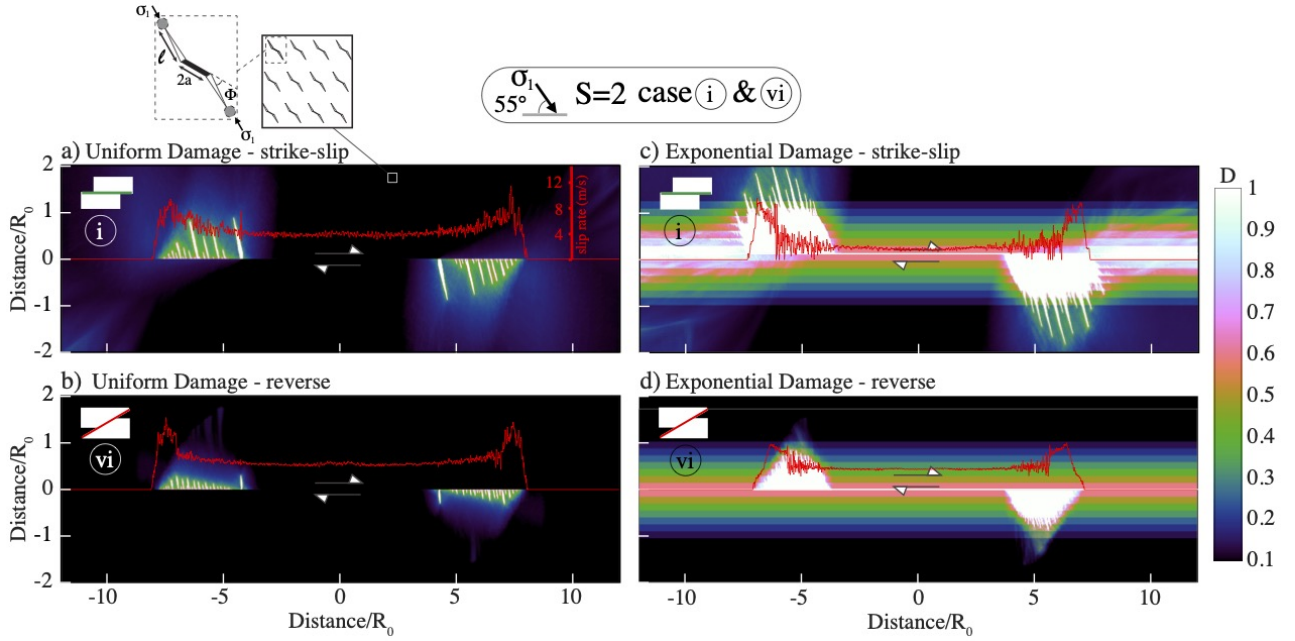 σ₁
ℓ
2a
Φ
σ₁
σ₁
55° S=2 case i & vi
a) Uniform Damage - strike-slip
c) Exponential Damage - strike-slip
D
2
1
0
-1
-2
Distance/R₀
i
12
8
4
slip rate (m/s)
i
1
0.9
0.8
0.7
0.6
0.5
0.4
0.3
0.2
0.1
b) Uniform Damage - reverse
d) Exponential Damage - reverse
2
1
0
-1
-2
Distance/R₀
vi
vi
-10 -5 0 5 10
Distance/R₀
-10 -5 0 5 10
Distance/R₀